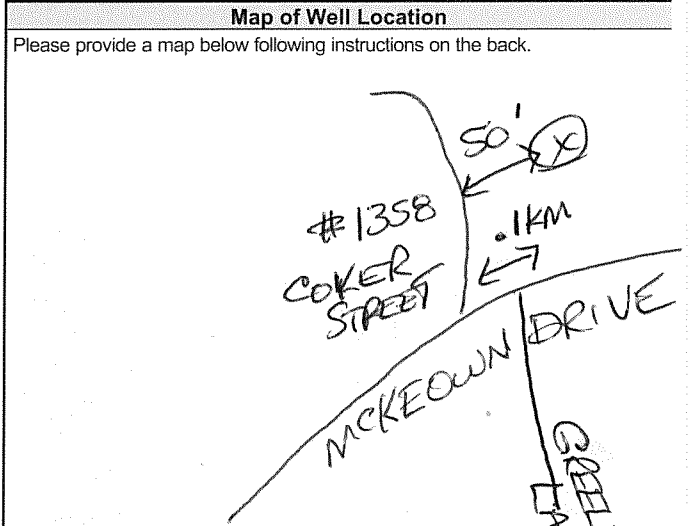 Map of Well Location
Please provide a map below following instructions on the back.
50'
X
#1358
.1KM
COKER
STREET
MCKEOWN DRIVE